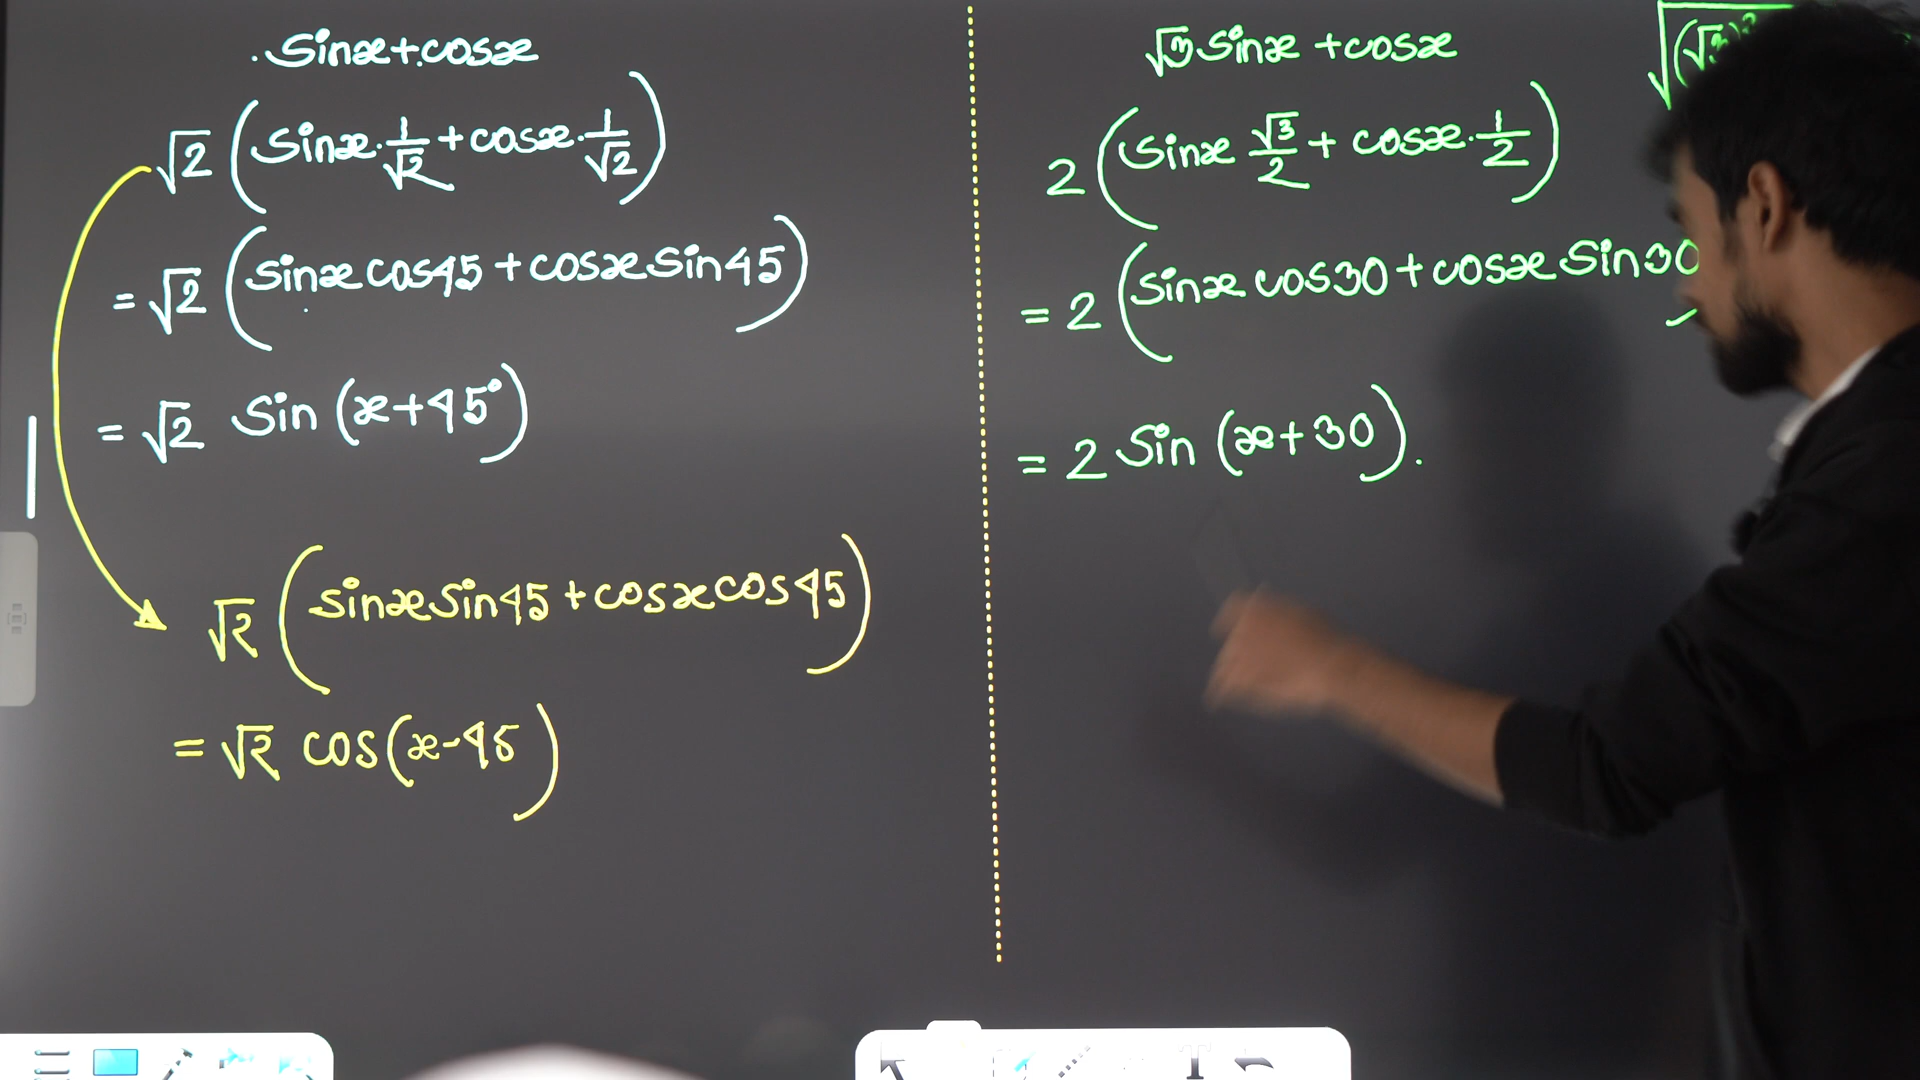 .sinx+cosx
√2 (sinx·1/√2+cosx·1/√2)
=√2 (sinx cos45+cosx sin45)
=√2 sin(x+45°)
√2 (sinx sin45+cosx cos45)
=√2 cos(x-45)
√3 sinx+cosx
2 (sinx √3/2+cosx·1/2)
=2 (sinx cos30+cosx sin30
=2 sin(x+30).
T